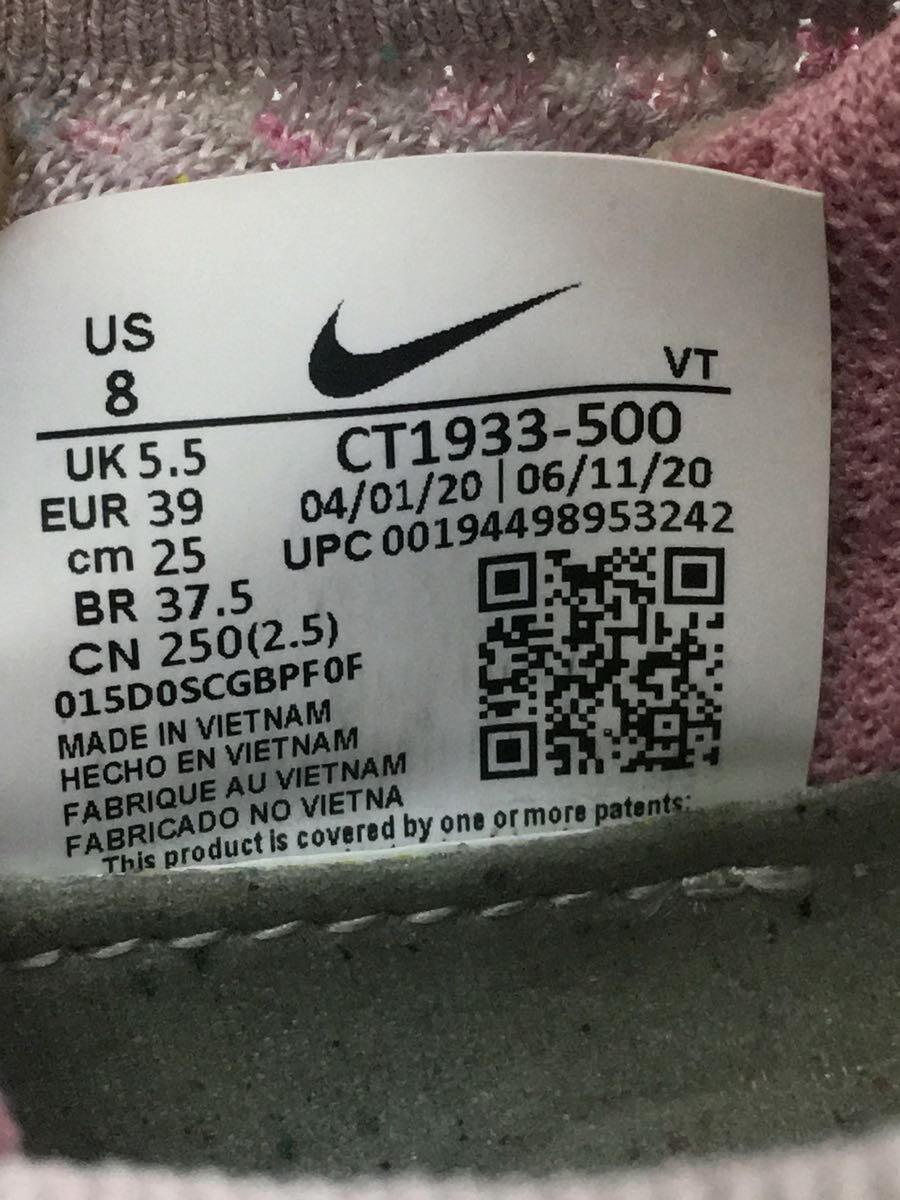 US
8
VT
UK 5.5
EUR 39
cm 25
BR 37.5
CN 250(2.5)
CT1933-500
04/01/20 | 06/11/20
UPC 00194498953242
015D0SCGBPF0F
MADE IN VIETNAM
HECHO EN VIETNAM
FABRIQUE AU VIETNAM
FABRICADO NO VIETNA
This product is covered by one or more patents: